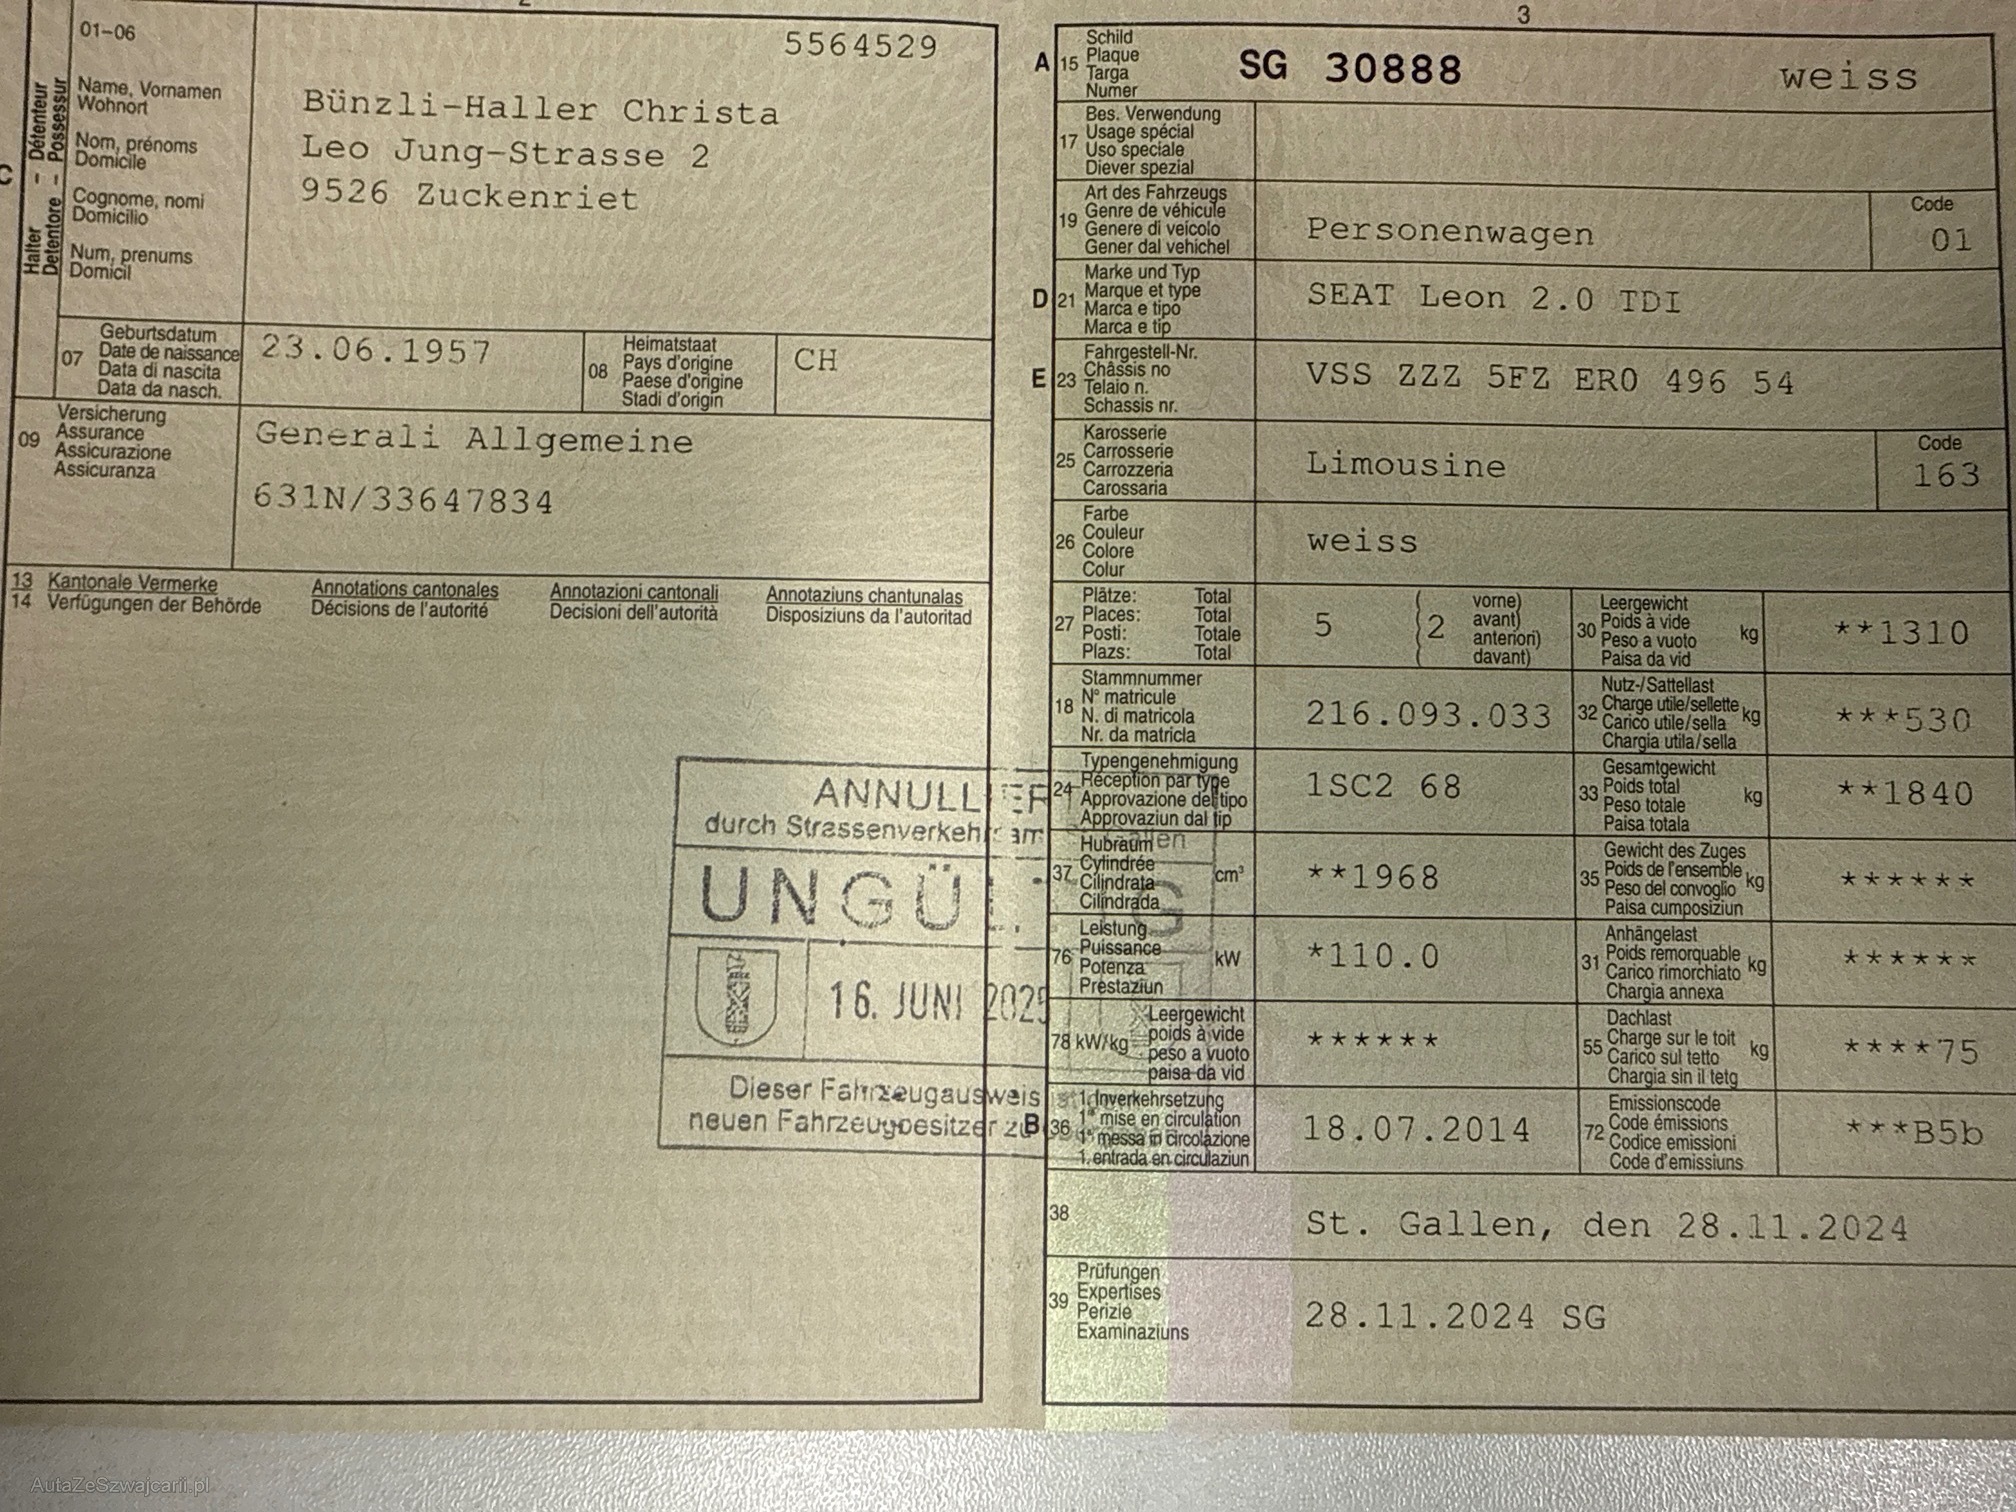 2
3
01–06
5564529
Halter – Détenteur
Detentore – Possessur
C
Name, Vornamen
Wohnort
Nom, prénoms
Domicile
Cognome, nomi
Domicilio
Num, prenums
Domicil
Bünzli-Haller Christa
Leo Jung-Strasse 2
9526 Zuckenriet
07
Geburtsdatum
Date de naissance
Data di nascita
Data da nasch.
23.06.1957
08
Heimatstaat
Pays d'origine
Paese d'origine
Stadi d'origin
CH
09
Versicherung
Assurance
Assicurazione
Assicuranza
Generali Allgemeine
631N/33647834
13 Kantonale Vermerke Annotations cantonales Annotazioni cantonali Annotaziuns chantunalas
14 Verfügungen der Behörde Décisions de l'autorité Decisioni dell'autorità Disposiziuns da l'autoritad
ANNULLIER
durch Strassenverkehrsam
UNGÜL G
16. JUNI 2025
Dieser Fahrzeugausweis ist
neuen Fahrzeugbesitzer zu
A 15
Schild
Plaque
Targa
Numer
SG 30888 weiss
17
Bes. Verwendung
Usage spécial
Uso speciale
Diever spezial
19
Art des Fahrzeugs
Genre de véhicule
Genere di veicolo
Gener dal vehichel
Personenwagen
Code
01
D 21
Marke und Typ
Marque et type
Marca e tipo
Marca e tip
SEAT Leon 2.0 TDI
E 23
Fahrgestell-Nr.
Châssis no
Telaio n.
Schassis nr.
VSS ZZZ 5FZ ER0 496 54
25
Karosserie
Carrosserie
Carrozzeria
Carossaria
Limousine
Code
163
26
Farbe
Couleur
Colore
Colur
weiss
27
Plätze: Total
Places: Total
Posti: Totale
Plazs: Total
5 (2
vorne)
avant)
anteriori)
davant)
30
Leergewicht
Poids à vide
Peso a vuoto
Paisa da vid
kg
**1310
18
Stammnummer
N° matricule
N. di matricola
Nr. da matricla
216.093.033
32
Nutz-/Sattellast
Charge utile/sellette
Carico utile/sella
Chargia utila/sella
kg
***530
24
Typengenehmigung
Réception par type
Approvazione del tipo
Approvaziun dal tip
1SC2 68
33
Gesamtgewicht
Poids total
Peso totale
Paisa totala
kg
**1840
37
Hubraum
Cylindrée
Cilindrata
Cilindrada
cm³
**1968
35
Gewicht des Zuges
Poids de l'ensemble
Peso del convoglio
Paisa cumposiziun
kg
******
76
Leistung
Puissance
Potenza
Prestaziun
kW
*110.0
31
Anhängelast
Poids remorquable
Carico rimorchiato
Chargia annexa
kg
******
78 kW/kg
Leergewicht
poids à vide
peso a vuoto
paisa da vid
******
55
Dachlast
Charge sur le toit
Carico sul tetto
Chargia sin il tetg
kg
****75
B 36
1. Inverkehrsetzung
1re mise en circulation
1a messa in circolazione
1. entrada en circulaziun
18.07.2014
72
Emissionscode
Code émissions
Codice emissioni
Code d'emissiuns
***B5b
38
St. Gallen, den 28.11.2024
39
Prüfungen
Expertises
Perizie
Examinaziuns
28.11.2024 SG
AutaZeSzwajcarii.pl